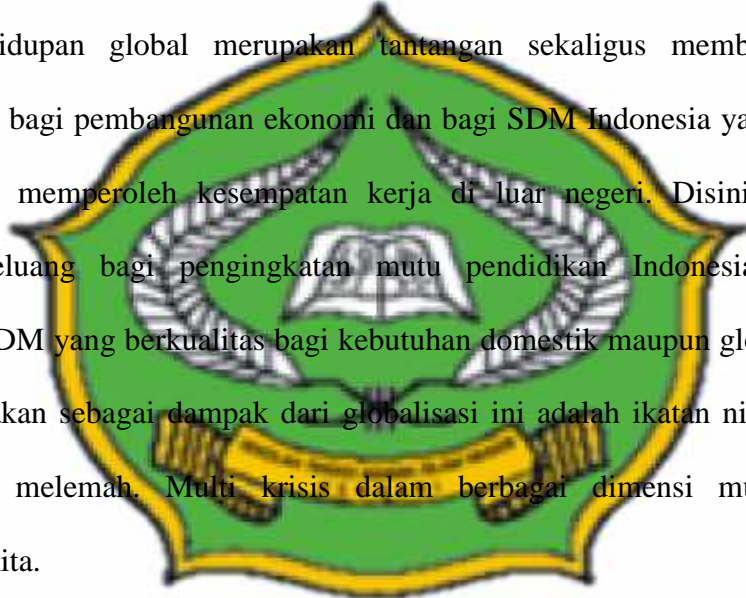 idupan global merupakan tantangan sekaligus memb
bagi pembangunan ekonomi dan bagi SDM Indonesia ya
memperoleh kesempatan kerja di luar negeri. Disini
eluang bagi pengingkatan mutu pendidikan Indonesia
DM yang berkualitas bagi kebutuhan domestik maupun glo
akan sebagai dampak dari globalisasi ini adalah ikatan ni
melemah. Multi krisis dalam berbagai dimensi mu
ita.